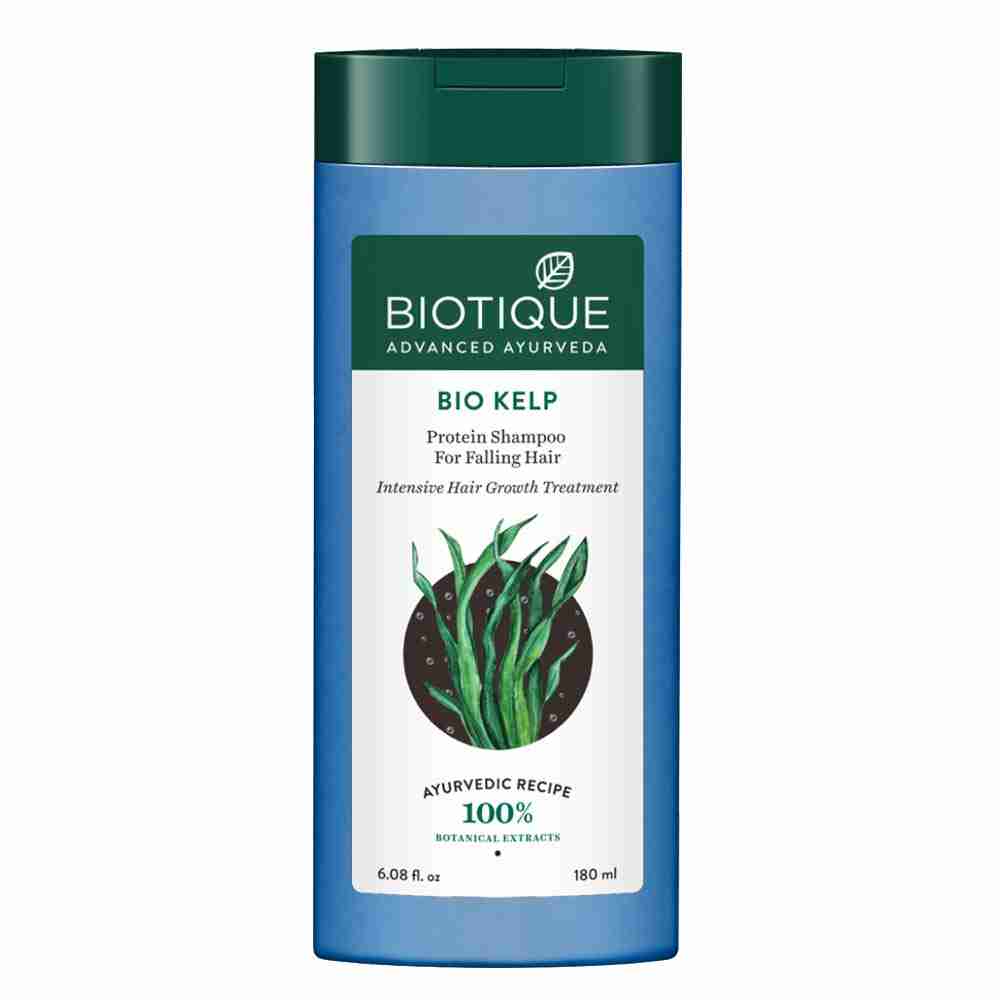 BIOTIQUE
ADVANCED AYURVEDA
BIO KELP
Protein Shampoo
For Falling Hair
Intensive Hair Growth Treatment
AYURVEDIC RECIPE
100%
BOTANICAL EXTRACTS
6.08 fl. oz 180 ml